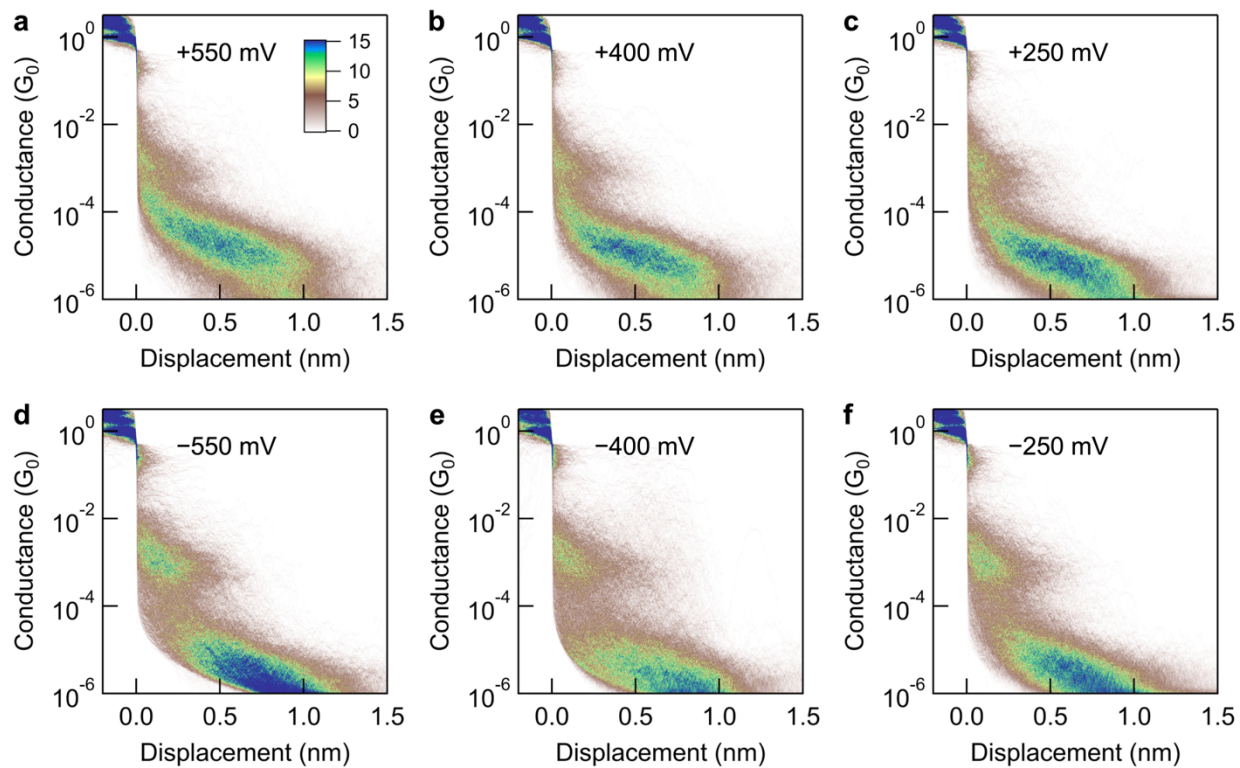 a
+550 mV
15
10
5
0
10^0
10^-2
10^-4
10^-6
Conductance (G_0)
0.0 0.5 1.0 1.5
Displacement (nm)
b
+400 mV
10^0
10^-2
10^-4
10^-6
Conductance (G_0)
0.0 0.5 1.0 1.5
Displacement (nm)
c
+250 mV
10^0
10^-2
10^-4
10^-6
Conductance (G_0)
0.0 0.5 1.0 1.5
Displacement (nm)
d
−550 mV
10^0
10^-2
10^-4
10^-6
Conductance (G_0)
0.0 0.5 1.0 1.5
Displacement (nm)
e
−400 mV
10^0
10^-2
10^-4
10^-6
Conductance (G_0)
0.0 0.5 1.0 1.5
Displacement (nm)
f
−250 mV
10^0
10^-2
10^-4
10^-6
Conductance (G_0)
0.0 0.5 1.0 1.5
Displacement (nm)